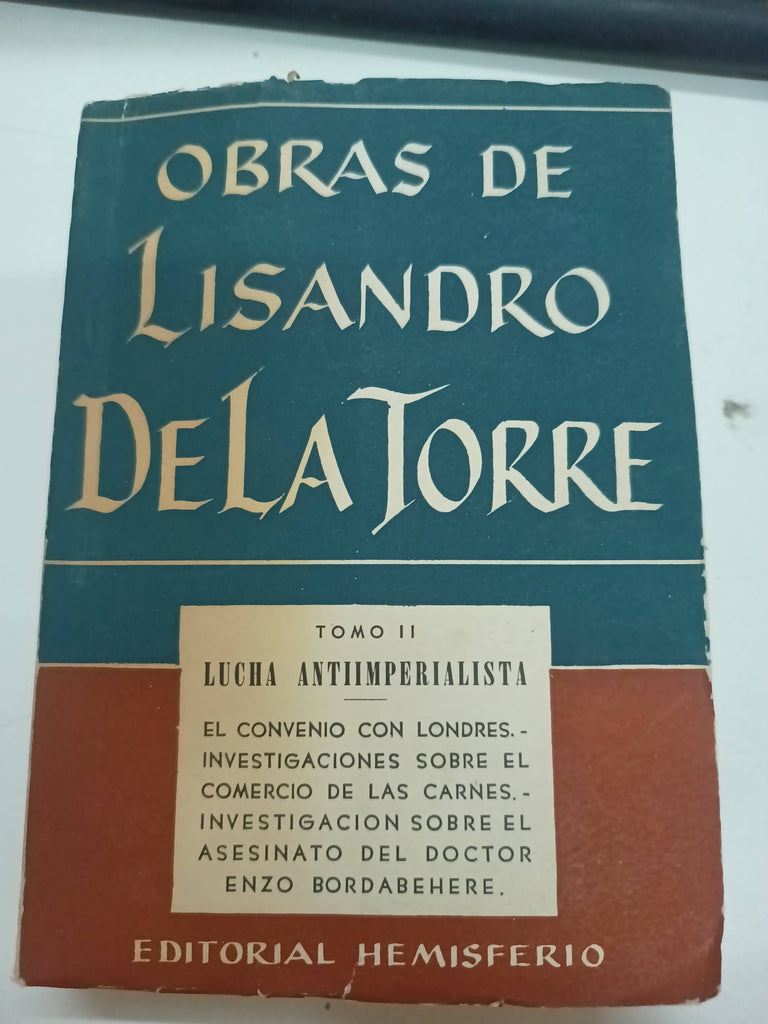 OBRAS DE
LISANDRO
DE LA TORRE
TOMO II
LUCHA ANTIIMPERIALISTA
EL CONVENIO CON LONDRES.-
INVESTIGACIONES SOBRE EL
COMERCIO DE LAS CARNES.-
INVESTIGACION SOBRE EL
ASESINATO DEL DOCTOR
ENZO BORDABEHERE.
EDITORIAL HEMISFERIO